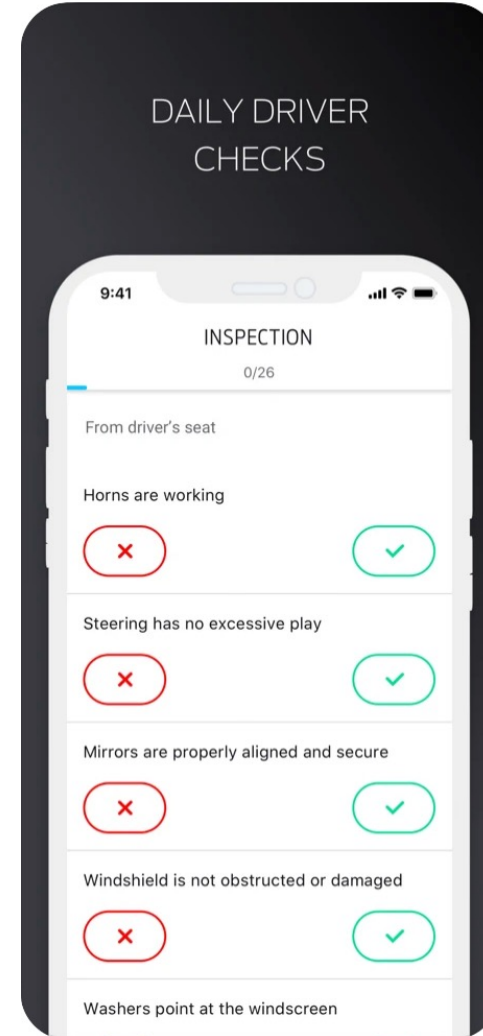 DAILY DRIVER
CHECKS
9:41
INSPECTION
0/26
From driver's seat
Horns are working
Steering has no excessive play
Mirrors are properly aligned and secure
Windshield is not obstructed or damaged
Washers point at the windscreen